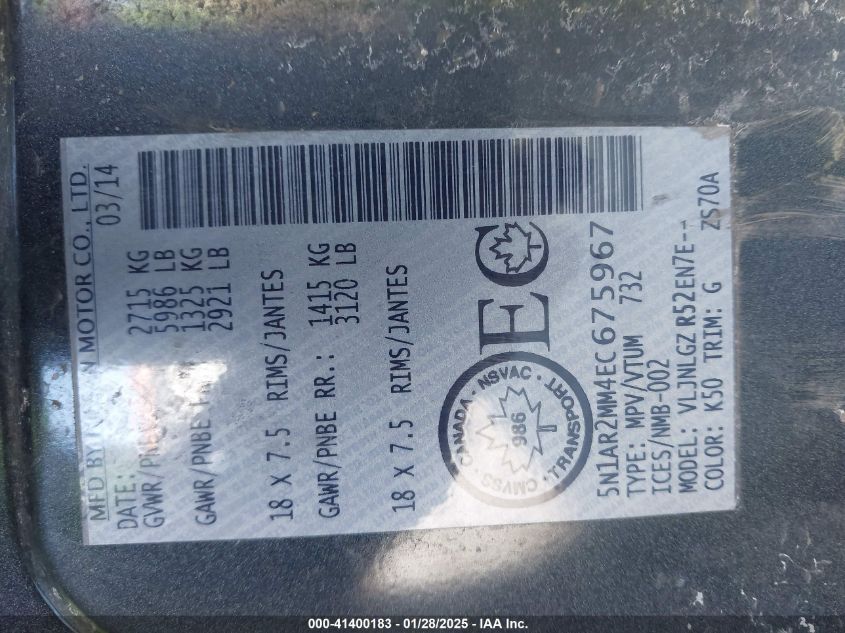 MFD BY N MOTOR CO., LTD.
DATE: 03/14
GVWR/PN 2715 KG
5986 LB
GAWR/PNBE 1325 KG
2921 LB
18 X 7.5 RIMS/JANTES
GAWR/PNBE RR.: 1415 KG
3120 LB
18 X 7.5 RIMS/JANTES
EC
CANADA · NSVAC · TRANSPORT · CMVSS ·
986
5N1AR2MM4EC675967
TYPE: MPV/VTUM 732
ICES/NMB-002
MODEL: VLJNLGZ R52EN7E--
COLOR: K50 TRIM: G ZS70A
000-41400183 - 01/28/2025 - IAA Inc.